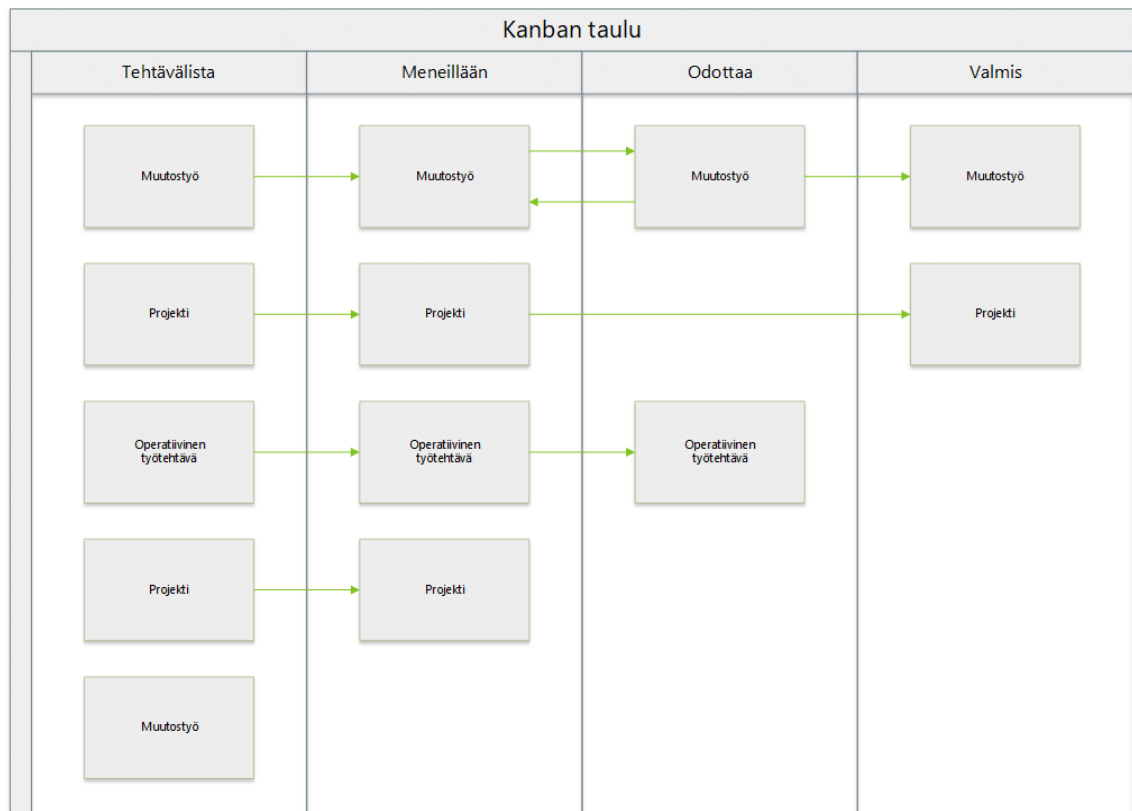 Kanban taulu
Tehtävälista
Meneillään
Odottaa
Valmis
Muutostyö
Muutostyö
Muutostyö
Muutostyö
Projekti
Projekti
Projekti
Operatiivinen
työtehtävä
Operatiivinen
työtehtävä
Operatiivinen
työtehtävä
Projekti
Projekti
Muutostyö